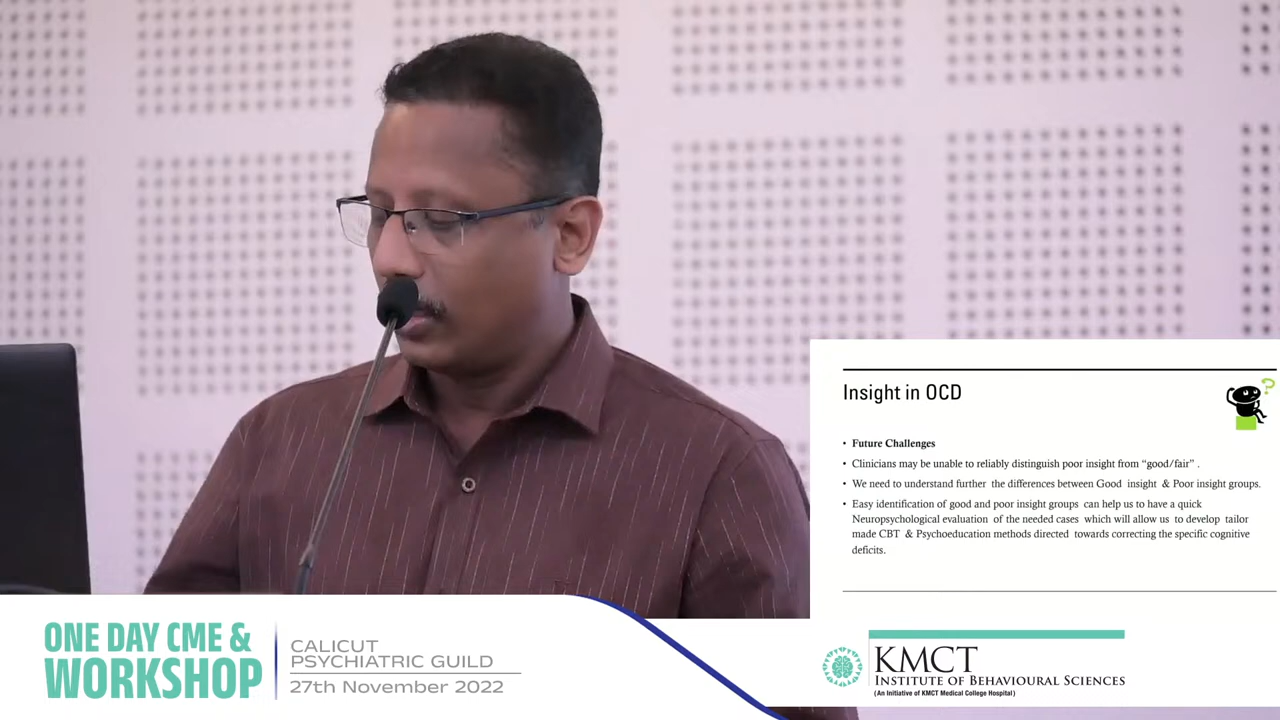 Insight in OCD
• Future Challenges
• Clinicians may be unable to reliably distinguish poor insight from “good/fair” .
• We need to understand further the differences between Good insight & Poor insight groups.
• Easy identification of good and poor insight groups can help us to have a quick
Neuropsychological evaluation of the needed cases which will allow us to develop tailor
made CBT & Psychoeducation methods directed towards correcting the specific cognitive
deficits.
ONE DAY CME &
WORKSHOP
CALICUT
PSYCHIATRIC GUILD
27th November 2022
KMCT
INSTITUTE OF BEHAVIOURAL SCIENCES
(An Initiative of KMCT Medical College Hospital)